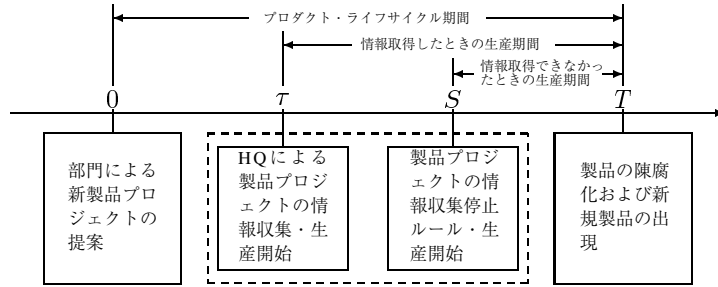 プロダクト・ライフサイクル期間
情報取得したときの生産期間
情報取得できなかっ
たときの生産期間
0
τ
S
T
部門による
新製品プロ
ジェクトの
提案
HQによる
製品プロジ
ェクトの情
報収集・生
産開始
製品プロジ
ェクトの情
報収集停止
ルール・生
産開始
製品の陳腐
化および新
規製品の出
現